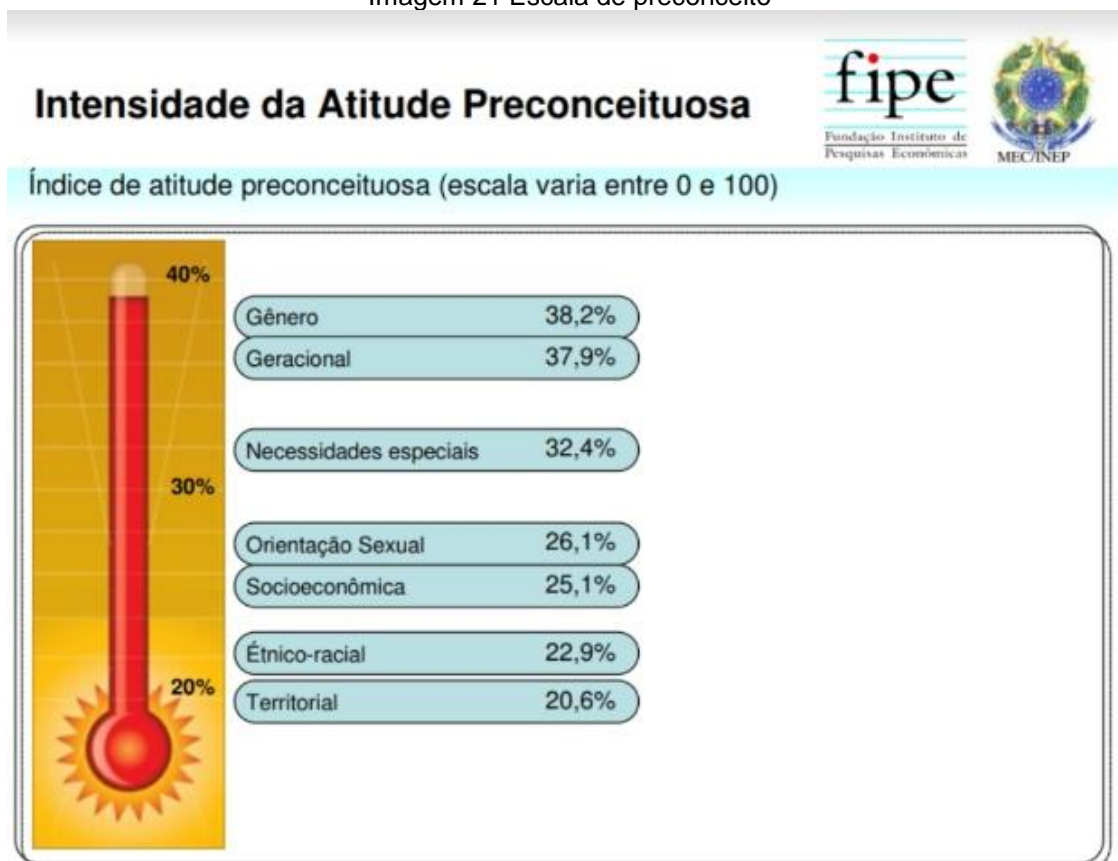 Imagem 21 Escala de preconceito
Intensidade da Atitude Preconceituosa
fipe
Fundação Instituto de
Pesquisas Econômicas
MEC/INEP
Índice de atitude preconceituosa (escala varia entre 0 e 100)
40%
Gênero 38,2%
Geracional 37,9%
Necessidades especiais 32,4%
30%
Orientação Sexual 26,1%
Socioeconômica 25,1%
Étnico-racial 22,9%
20%
Territorial 20,6%